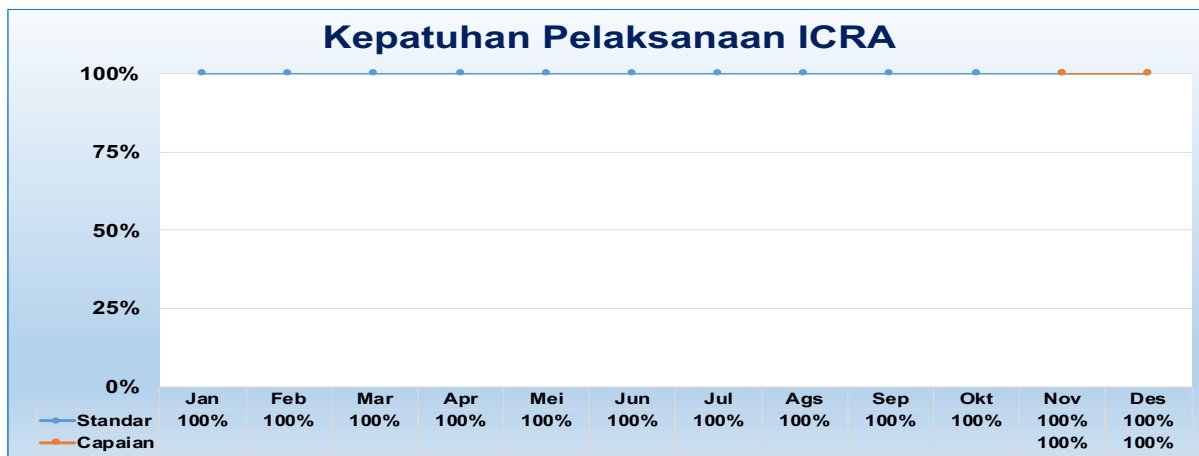 Kepatuhan Pelaksanaan ICRA
100%
75%
50%
25%
0%
Jan Feb Mar Apr Mei Jun Jul Ags Sep Okt Nov Des
Standar 100% 100% 100% 100% 100% 100% 100% 100% 100% 100% 100% 100%
Capaian 100% 100%